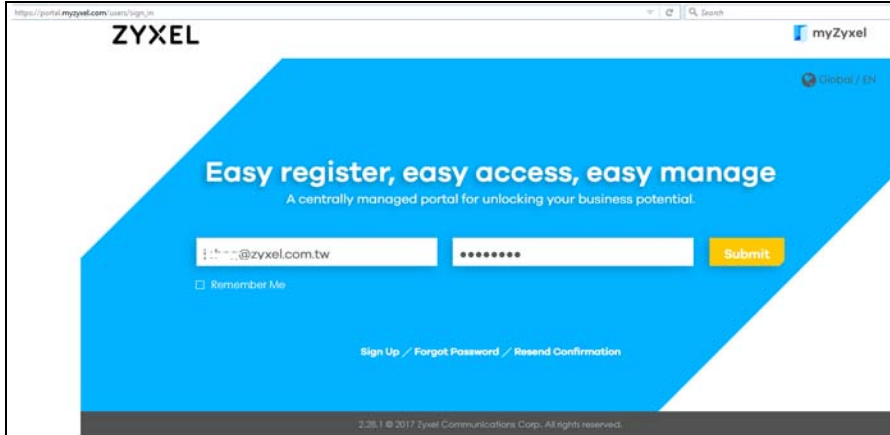 https://portal.myzyxel.com/users/sign_in
Search
ZYXEL
myZyxel
Global / EN
Easy register, easy access, easy manage
A centrally managed portal for unlocking your business potential.
@zyxel.com.tw
Submit
Remember Me
Sign Up / Forgot Password / Resend Confirmation
2.28.1 © 2017 Zyxel Communications Corp. All rights reserved.